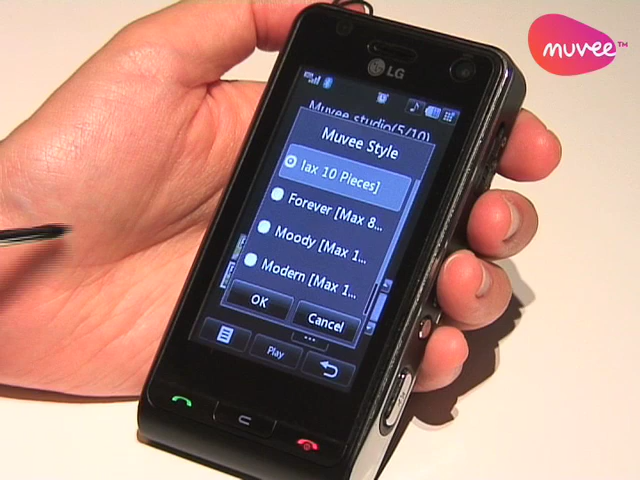 muvee™
LG
Muvee studio(5/10)
Muvee Style
lax 10 Pieces]
Forever [Max 8...
Moody [Max 1...
Modern [Max 1...
OK
Cancel
Play